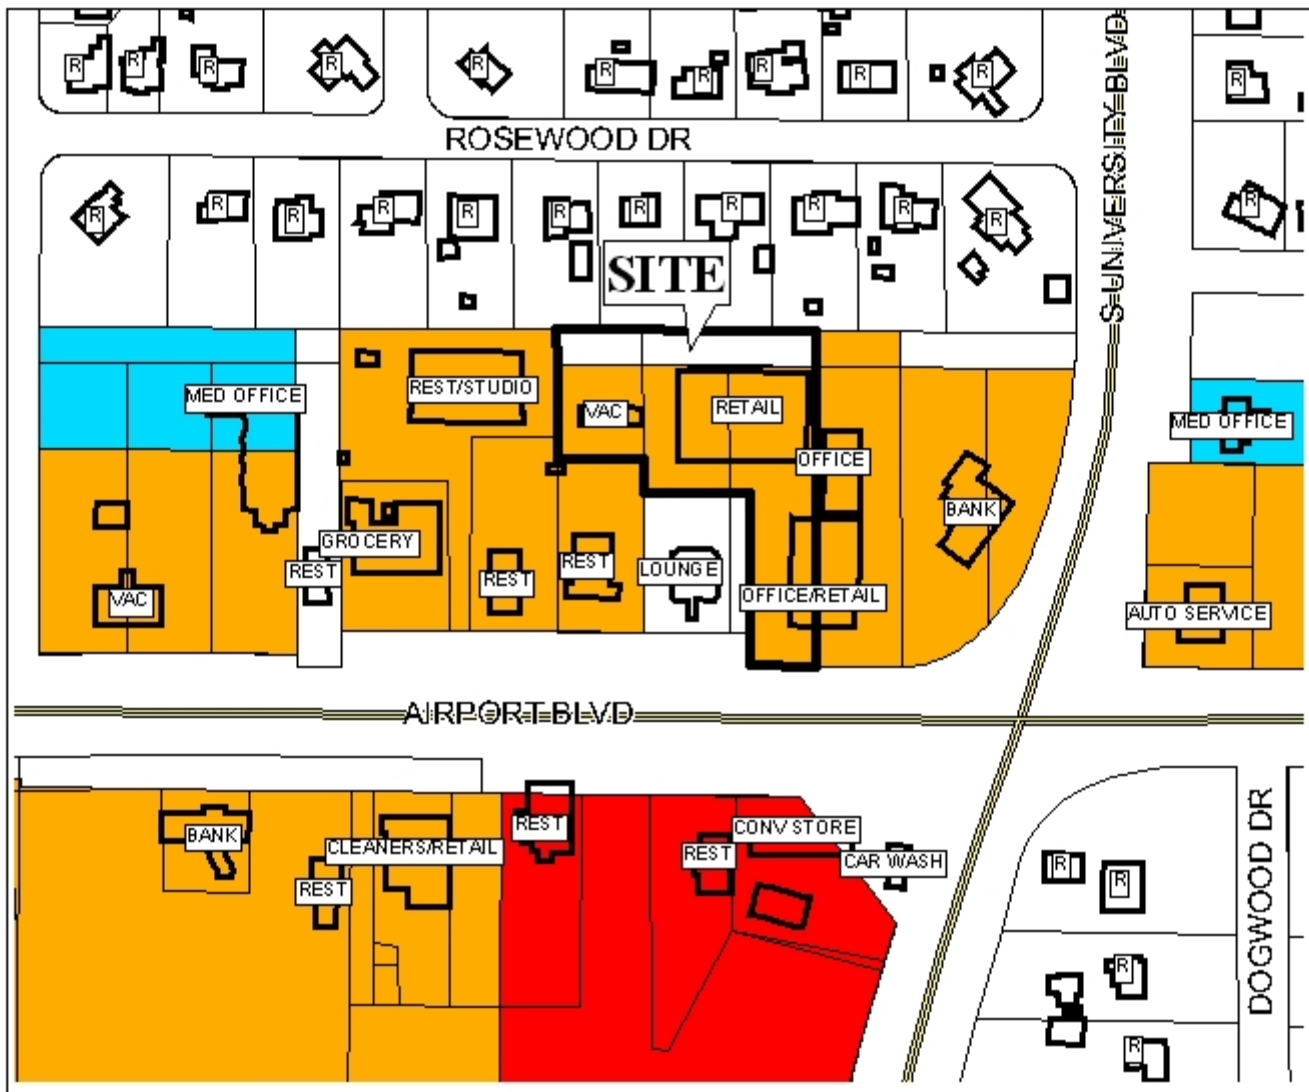 R R R R R R R R R R R
S UNIVERSITY BLVD
ROSEWOOD DR
R R R R R R R R R R R R
SITE
MED OFFICE
REST/STUDIO
VAC
RETAIL
MED OFFICE
OFFICE
BANK
GROCERY
REST
REST
REST
LOUNGE
VAC
OFFICE/RETAIL
AUTO SERVICE
AIRPORT BLVD
BANK
CLEANERS/RETAIL
REST
REST
REST
CONV STORE
CAR WASH
R
R
R
R
DOGWOOD DR